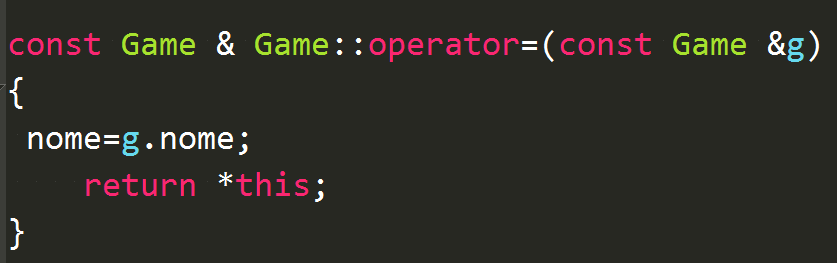 const Game & Game::operator=(const Game &g)
{
 nome=g.nome;
    return *this;
}